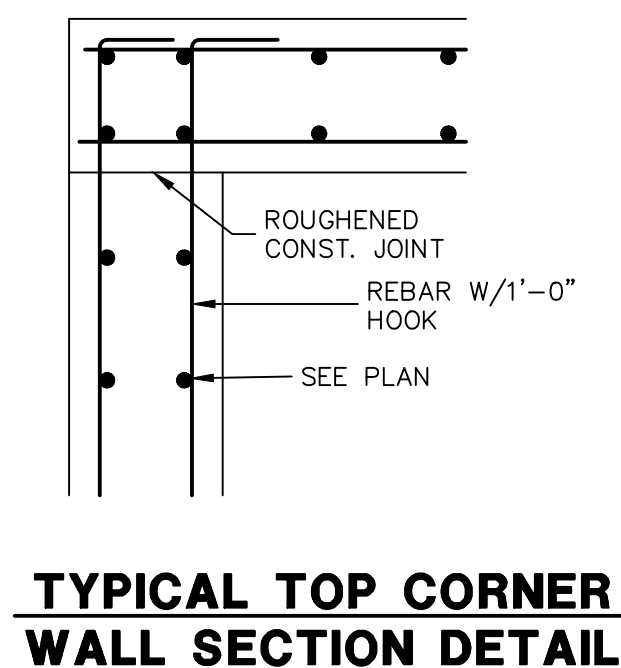 ROUGHENED
CONST. JOINT
REBAR W/1'-0"
HOOK
SEE PLAN
TYPICAL TOP CORNER
WALL SECTION DETAIL